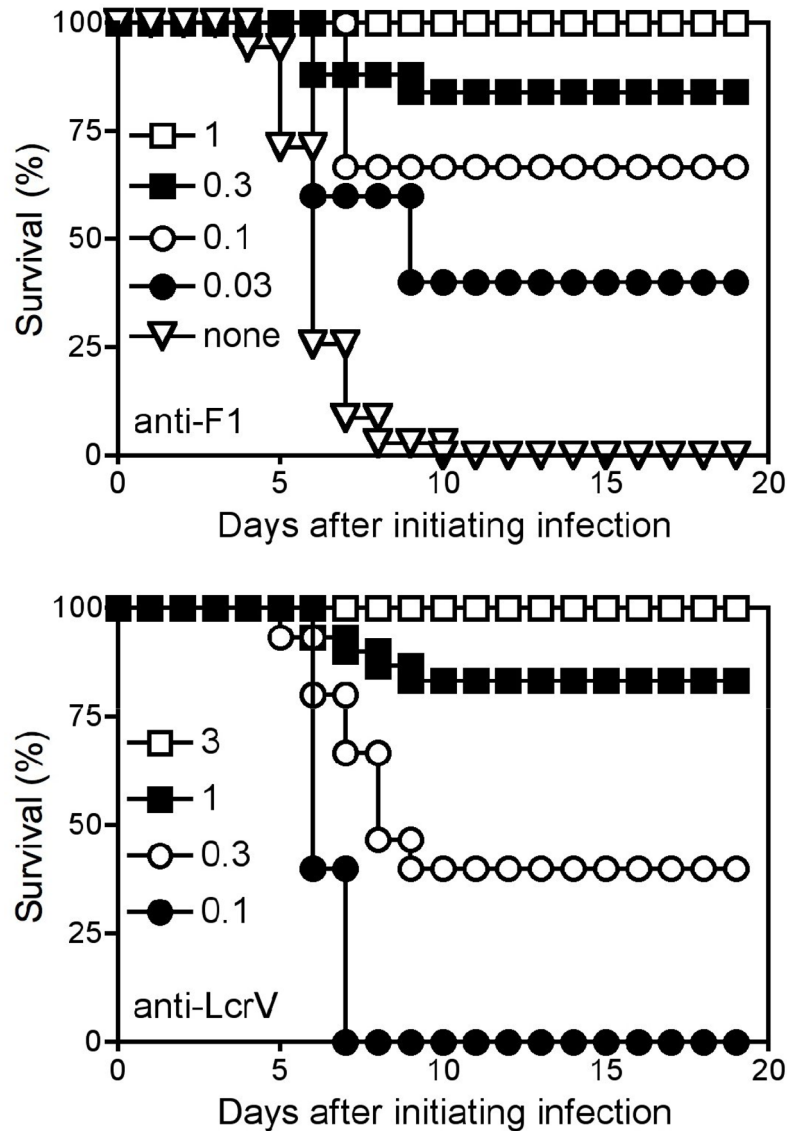 100
75
50
25
0
Survival (%)
1
0.3
0.1
0.03
none
anti-F1
0 5 10 15 20
Days after initiating infection
100
75
50
25
0
Survival (%)
3
1
0.3
0.1
anti-LcrV
0 5 10 15 20
Days after initiating infection